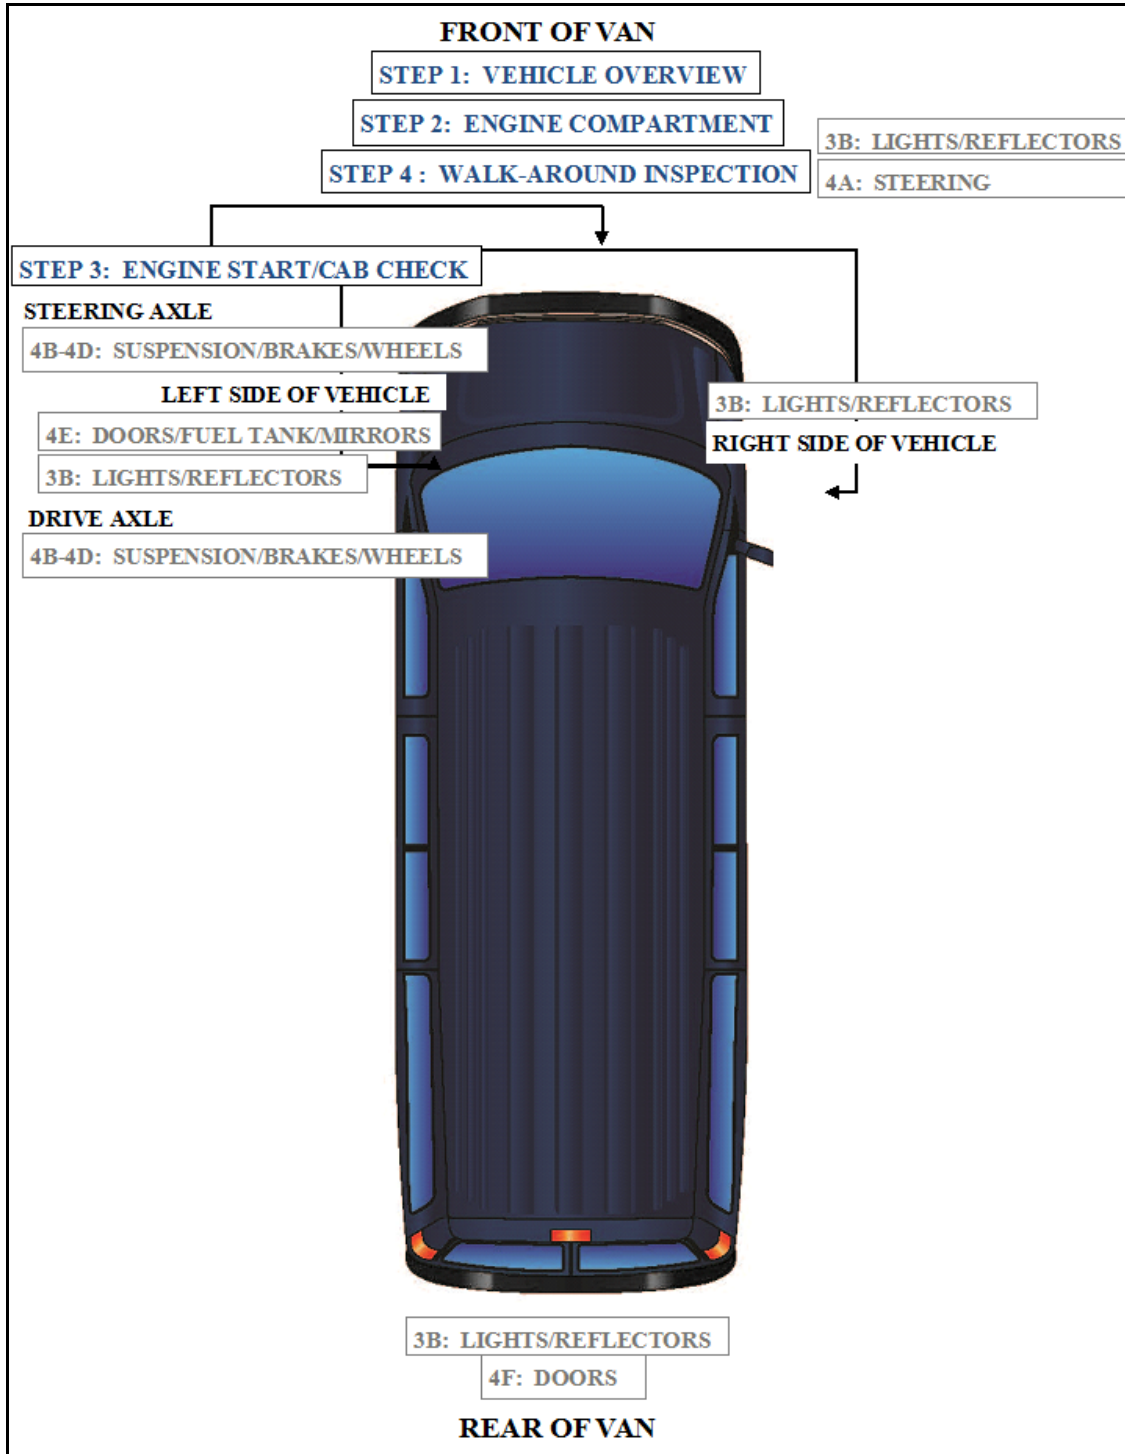 FRONT OF VAN
STEP 1: VEHICLE OVERVIEW
STEP 2: ENGINE COMPARTMENT
3B: LIGHTS/REFLECTORS
STEP 4 : WALK-AROUND INSPECTION
4A: STEERING
STEP 3: ENGINE START/CAB CHECK
STEERING AXLE
4B-4D: SUSPENSION/BRAKES/WHEELS
LEFT SIDE OF VEHICLE
3B: LIGHTS/REFLECTORS
4E: DOORS/FUEL TANK/MIRRORS
RIGHT SIDE OF VEHICLE
3B: LIGHTS/REFLECTORS
DRIVE AXLE
4B-4D: SUSPENSION/BRAKES/WHEELS
3B: LIGHTS/REFLECTORS
4F: DOORS
REAR OF VAN